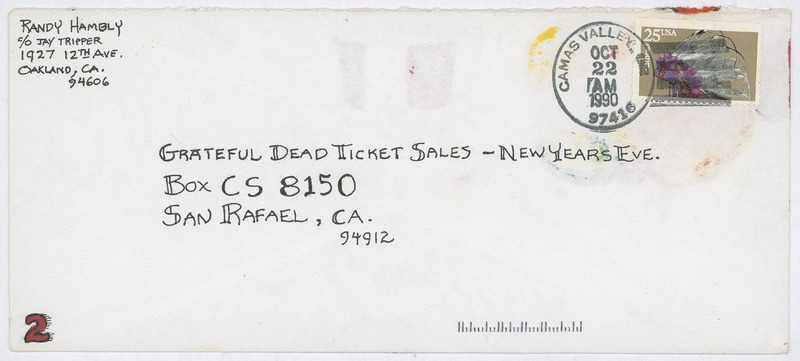 RANDY HAMBLY
C/O JAY TRIPPER
1927 12TH AVE.
OAKLAND, CA.
94606
CAMAS VALLEY, OR
OCT
22
AM
1990
97416
25 USA
GRATEFUL DEAD TICKET SALES - NEW YEARS EVE.
BOX CS 8150
SAN RAFAEL, CA.
94912
2